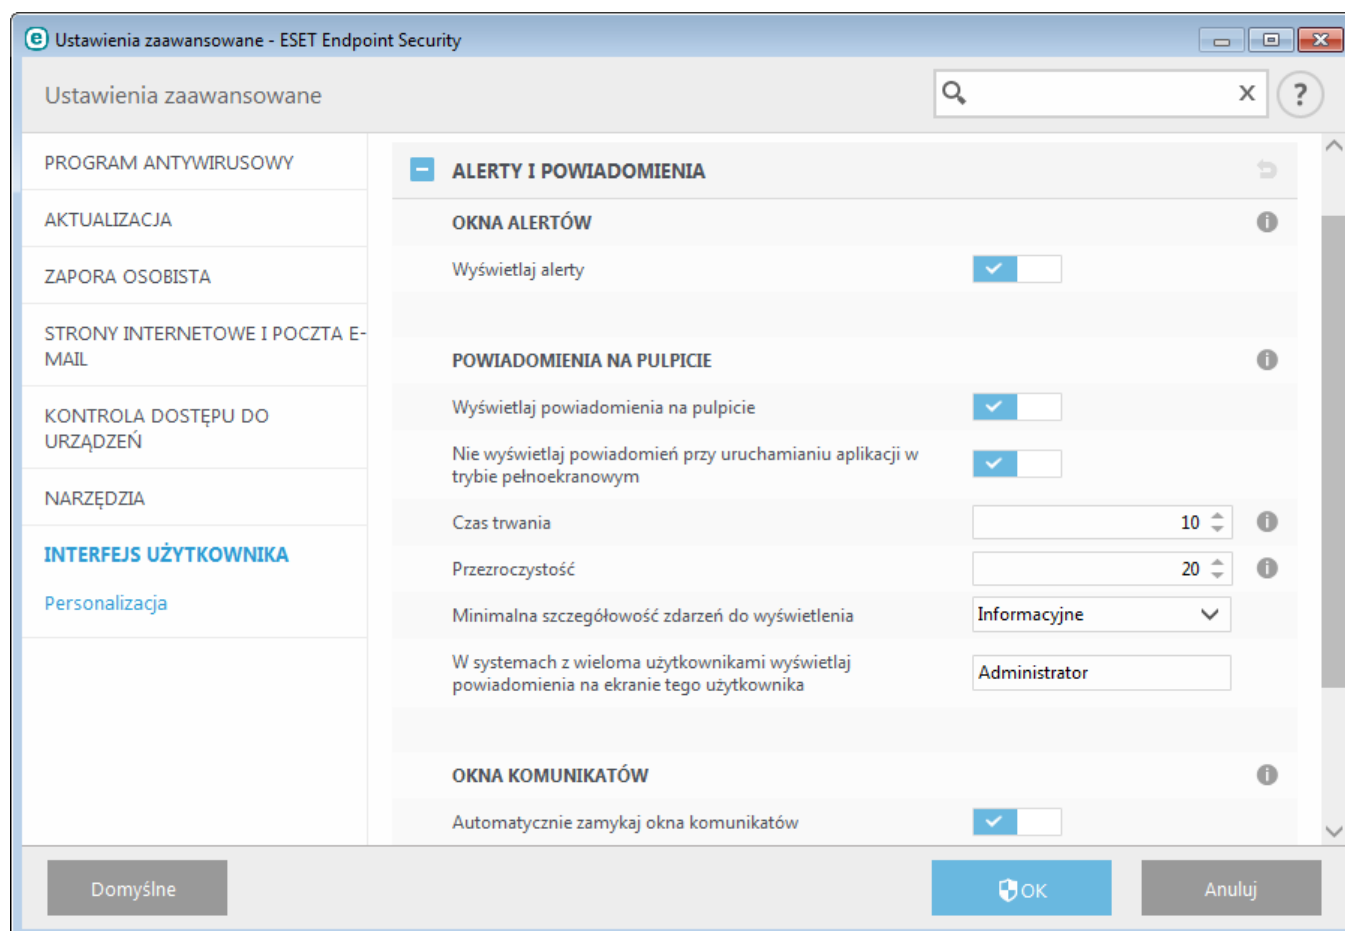 Ustawienia zaawansowane - ESET Endpoint Security
Ustawienia zaawansowane
PROGRAM ANTYWIRUSOWY
AKTUALIZACJA
ZAPORA OSOBISTA
STRONY INTERNETOWE I POCZTA E-
MAIL
KONTROLA DOSTĘPU DO
URZĄDZEŃ
NARZĘDZIA
INTERFEJS UŻYTKOWNIKA
Personalizacja
ALERTY I POWIADOMIENIA
OKNA ALERTÓW
Wyświetlaj alerty
POWIADOMIENIA NA PULPICIE
Wyświetlaj powiadomienia na pulpicie
Nie wyświetlaj powiadomień przy uruchamianiu aplikacji w
trybie pełnoekranowym
Czas trwania 10
Przezroczystość 20
Minimalna szczegółowość zdarzeń do wyświetlenia Informacyjne
W systemach z wieloma użytkownikami wyświetlaj
powiadomienia na ekranie tego użytkownika
Administrator
OKNA KOMUNIKATÓW
Automatycznie zamykaj okna komunikatów
Domyślne
OK
Anuluj